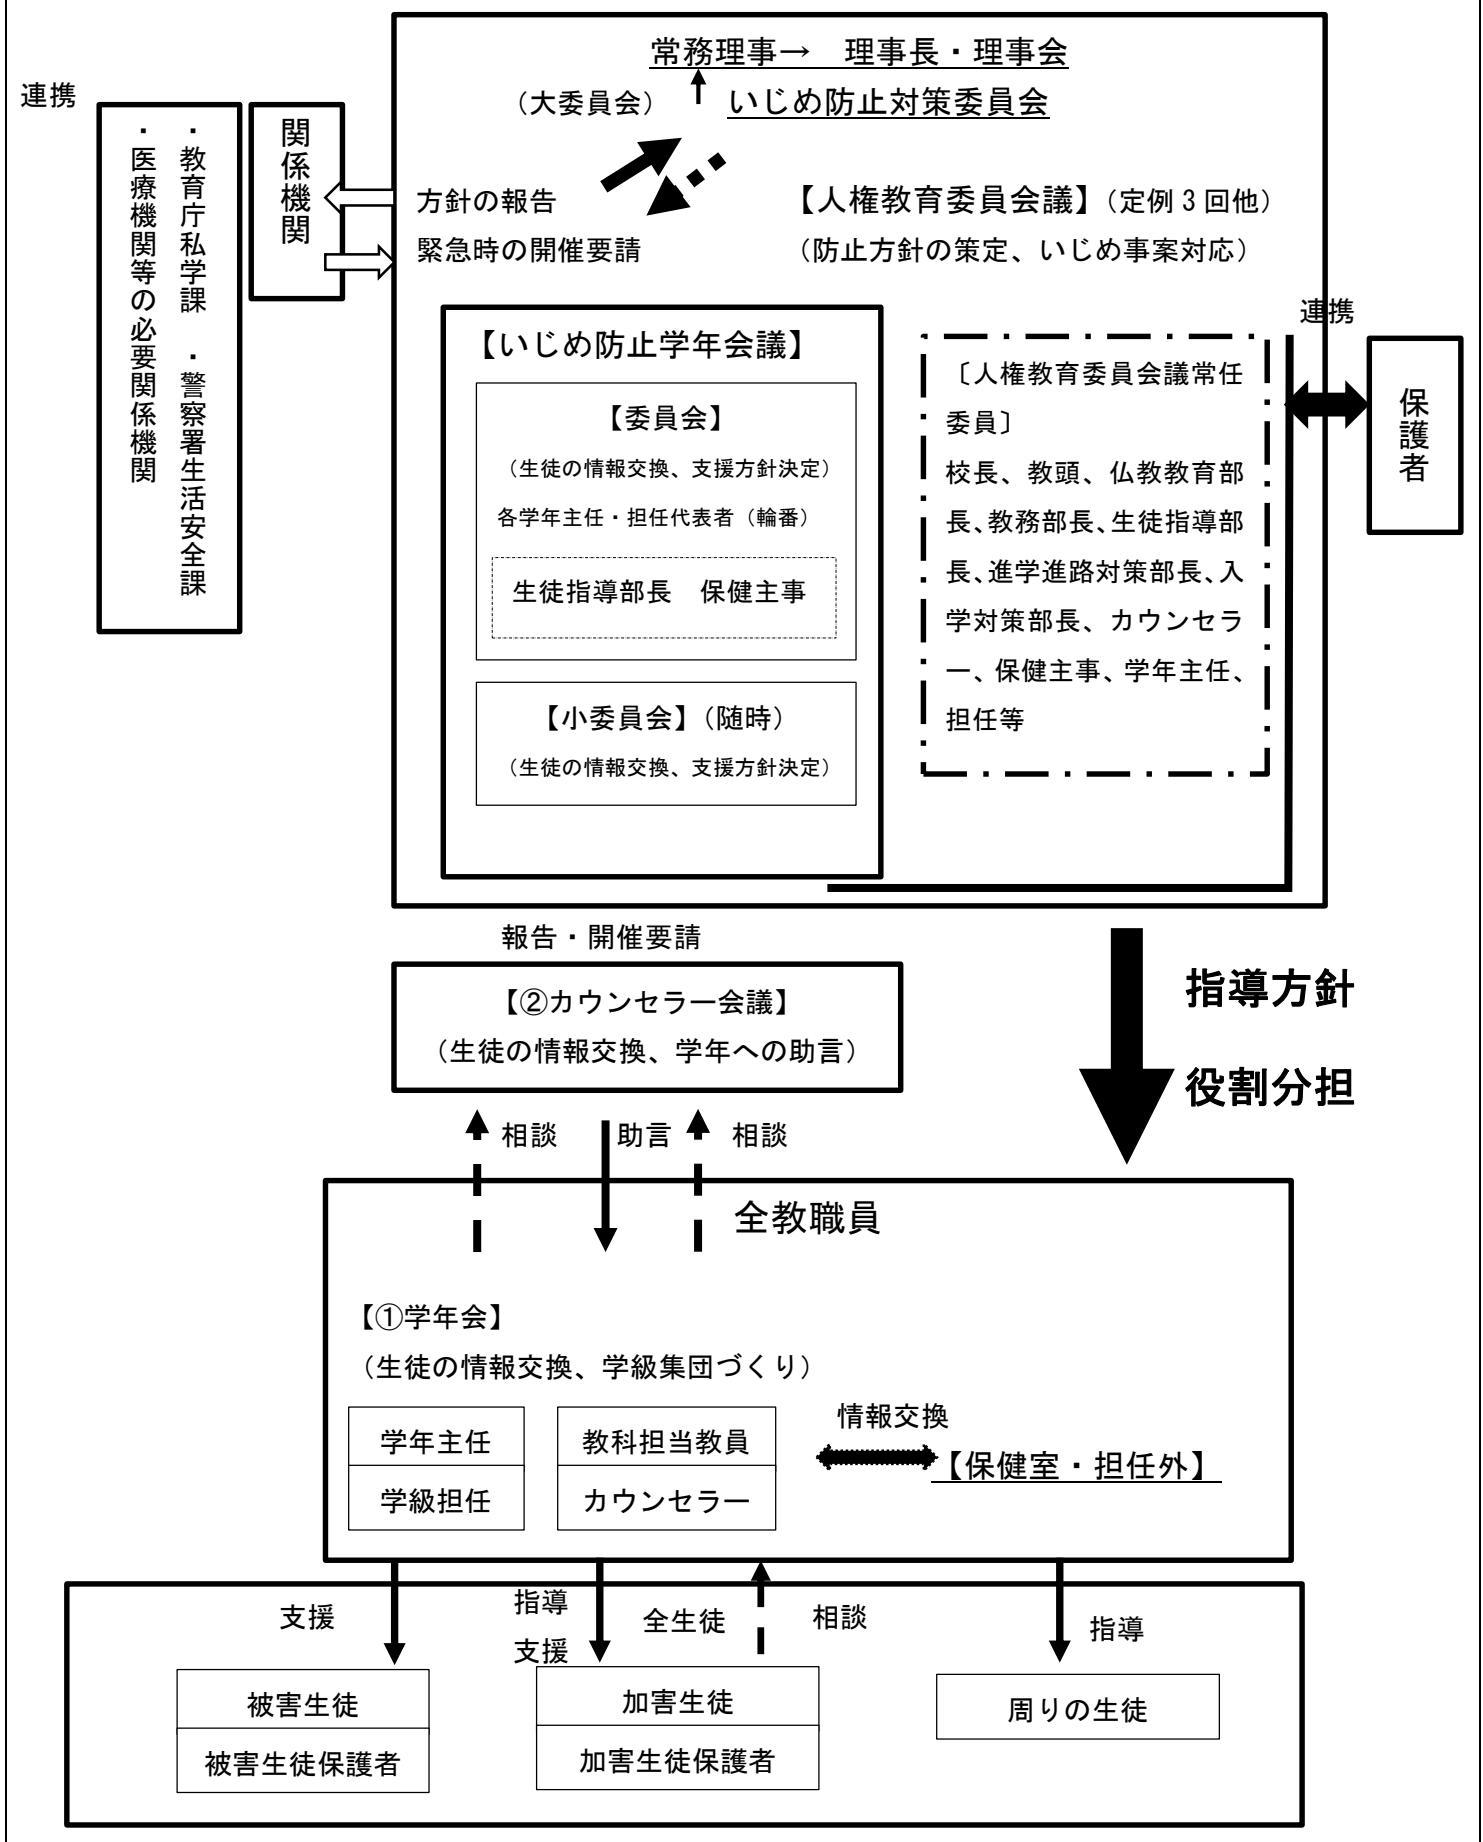 常務理事→　理事長・理事会
（大委員会）
いじめ防止対策委員会
連携
関係機関
・教育庁私学課　・警察署生活安全課
・医療機関等の必要関係機関
方針の報告
緊急時の開催要請
【人権教育委員会議】（定例３回他）
（防止方針の策定、いじめ事案対応）
【いじめ防止学年会議】
【委員会】
（生徒の情報交換、支援方針決定）
各学年主任・担任代表者（輪番）
生徒指導部長　保健主事
【小委員会】（随時）
（生徒の情報交換、支援方針決定）
〔人権教育委員会議常任
委員〕
校長、教頭、仏教教育部
長、教務部長、生徒指導部
長、進学進路対策部長、入
学対策部長、カウンセラ
ー、保健主事、学年主任、
担任等
連携
保護者
報告・開催要請
【②カウンセラー会議】
（生徒の情報交換、学年への助言）
指導方針
役割分担
相談
助言
相談
全教職員
【①学年会】
（生徒の情報交換、学級集団づくり）
学年主任
学級担任
教科担当教員
カウンセラー
情報交換
【保健室・担任外】
支援
指導
支援
全生徒
相談
指導
被害生徒
被害生徒保護者
加害生徒
加害生徒保護者
周りの生徒